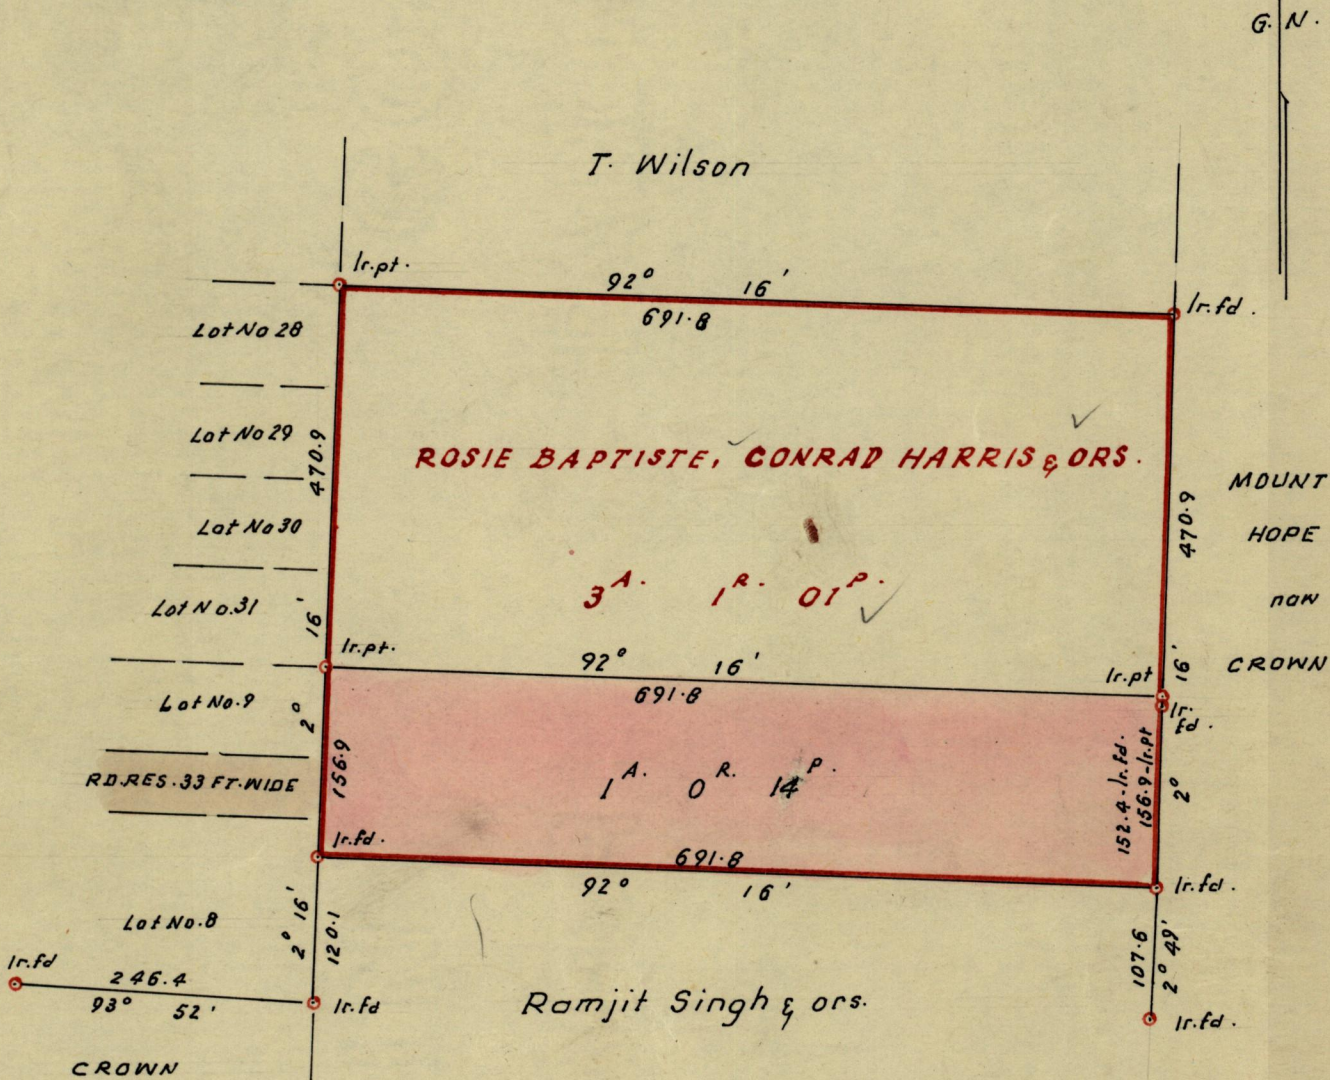 G. N.
T. Wilson
Ir.pt.
92° 16'
691.8
Ir.fd.
Lot No 28
Lot No 29
470.9
ROSIE BAPTISTE, CONRAD HARRIS & ORS.
470.9
MOUNT
HOPE
now
CROWN
Lot No 30
3A. 1R. 01P.
Lot No.31
16'
Ir.pt.
92° 16'
691.8
Ir.pt
16'
Ir.
fd.
Lot No.9
2°
156.9
RD.RES.33 FT.WIDE
1A. 0R. 14P.
152.4-Ir.fd.
156.9-Ir.pt
2°
Ir.fd.
691.8
92° 16'
Ir.fd.
Lot No.8
2° 16'
120.1
107.6
2° 49'
Ir.fd
246.4
93° 52'
Ir.fd
Ramjit Singh & ors.
Ir.fd.
CROWN